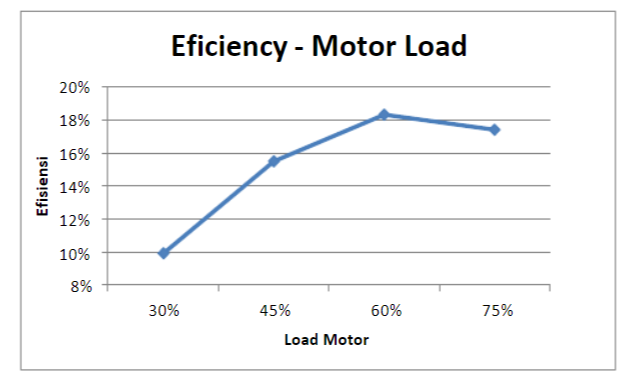 Eficiency - Motor Load
20%
18%
16%
14%
12%
10%
8%
Efisiensi
30% 45% 60% 75%
Load Motor